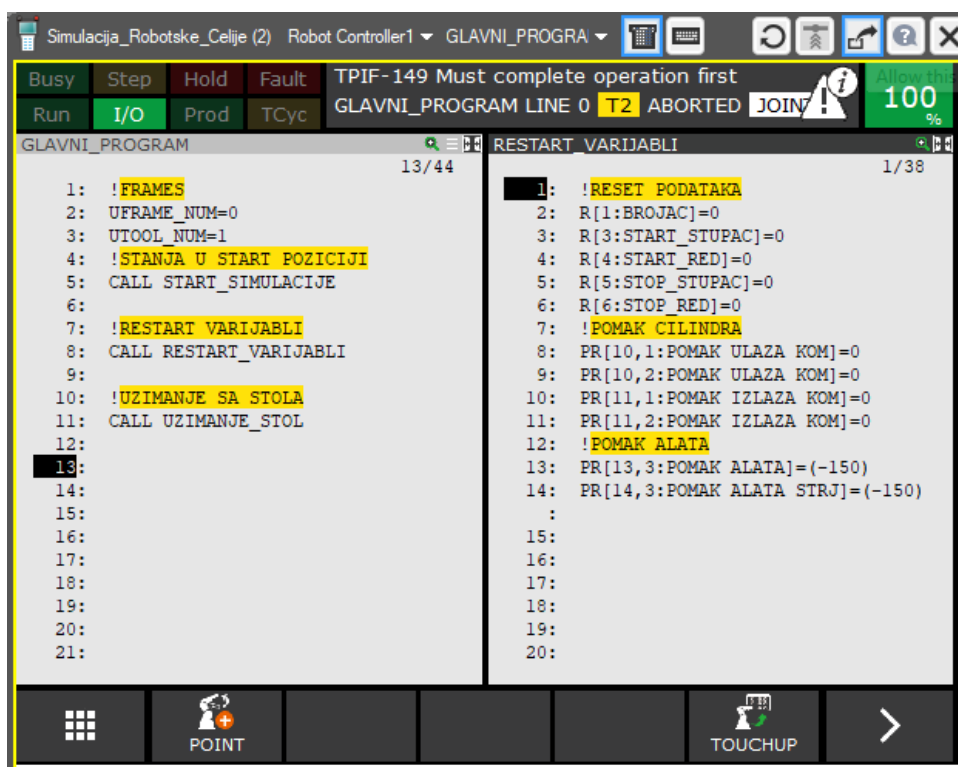 Simulacija_Robotske_Celije (2) Robot Controller1 GLAVNI_PROGRA
Busy Step Hold Fault TPIF-149 Must complete operation first
Run I/O Prod TCyc GLAVNI_PROGRAM LINE 0 T2 ABORTED JOINT
Allow this
100
%
GLAVNI_PROGRAM
13/44
1: !FRAMES
2: UFRAME_NUM=0
3: UTOOL_NUM=1
4: !STANJA U START POZICIJI
5: CALL START_SIMULACIJE
6:
7: !RESTART VARIJABLI
8: CALL RESTART_VARIJABLI
9:
10: !UZIMANJE SA STOLA
11: CALL UZIMANJE_STOL
12:
13:
14:
15:
16:
17:
18:
19:
20:
21:
RESTART_VARIJABLI
1/38
1: !RESET PODATAKA
2: R[1:BROJAC]=0
3: R[3:START_STUPAC]=0
4: R[4:START_RED]=0
5: R[5:STOP_STUPAC]=0
6: R[6:STOP_RED]=0
7: !POMAK CILINDRA
8: PR[10,1:POMAK ULAZA KOM]=0
9: PR[10,2:POMAK ULAZA KOM]=0
10: PR[11,1:POMAK IZLAZA KOM]=0
11: PR[11,2:POMAK IZLAZA KOM]=0
12: !POMAK ALATA
13: PR[13,3:POMAK ALATA]=(-150)
14: PR[14,3:POMAK ALATA STRJ]=(-150)
:
15:
16:
17:
18:
19:
20:
POINT
TOUCHUP